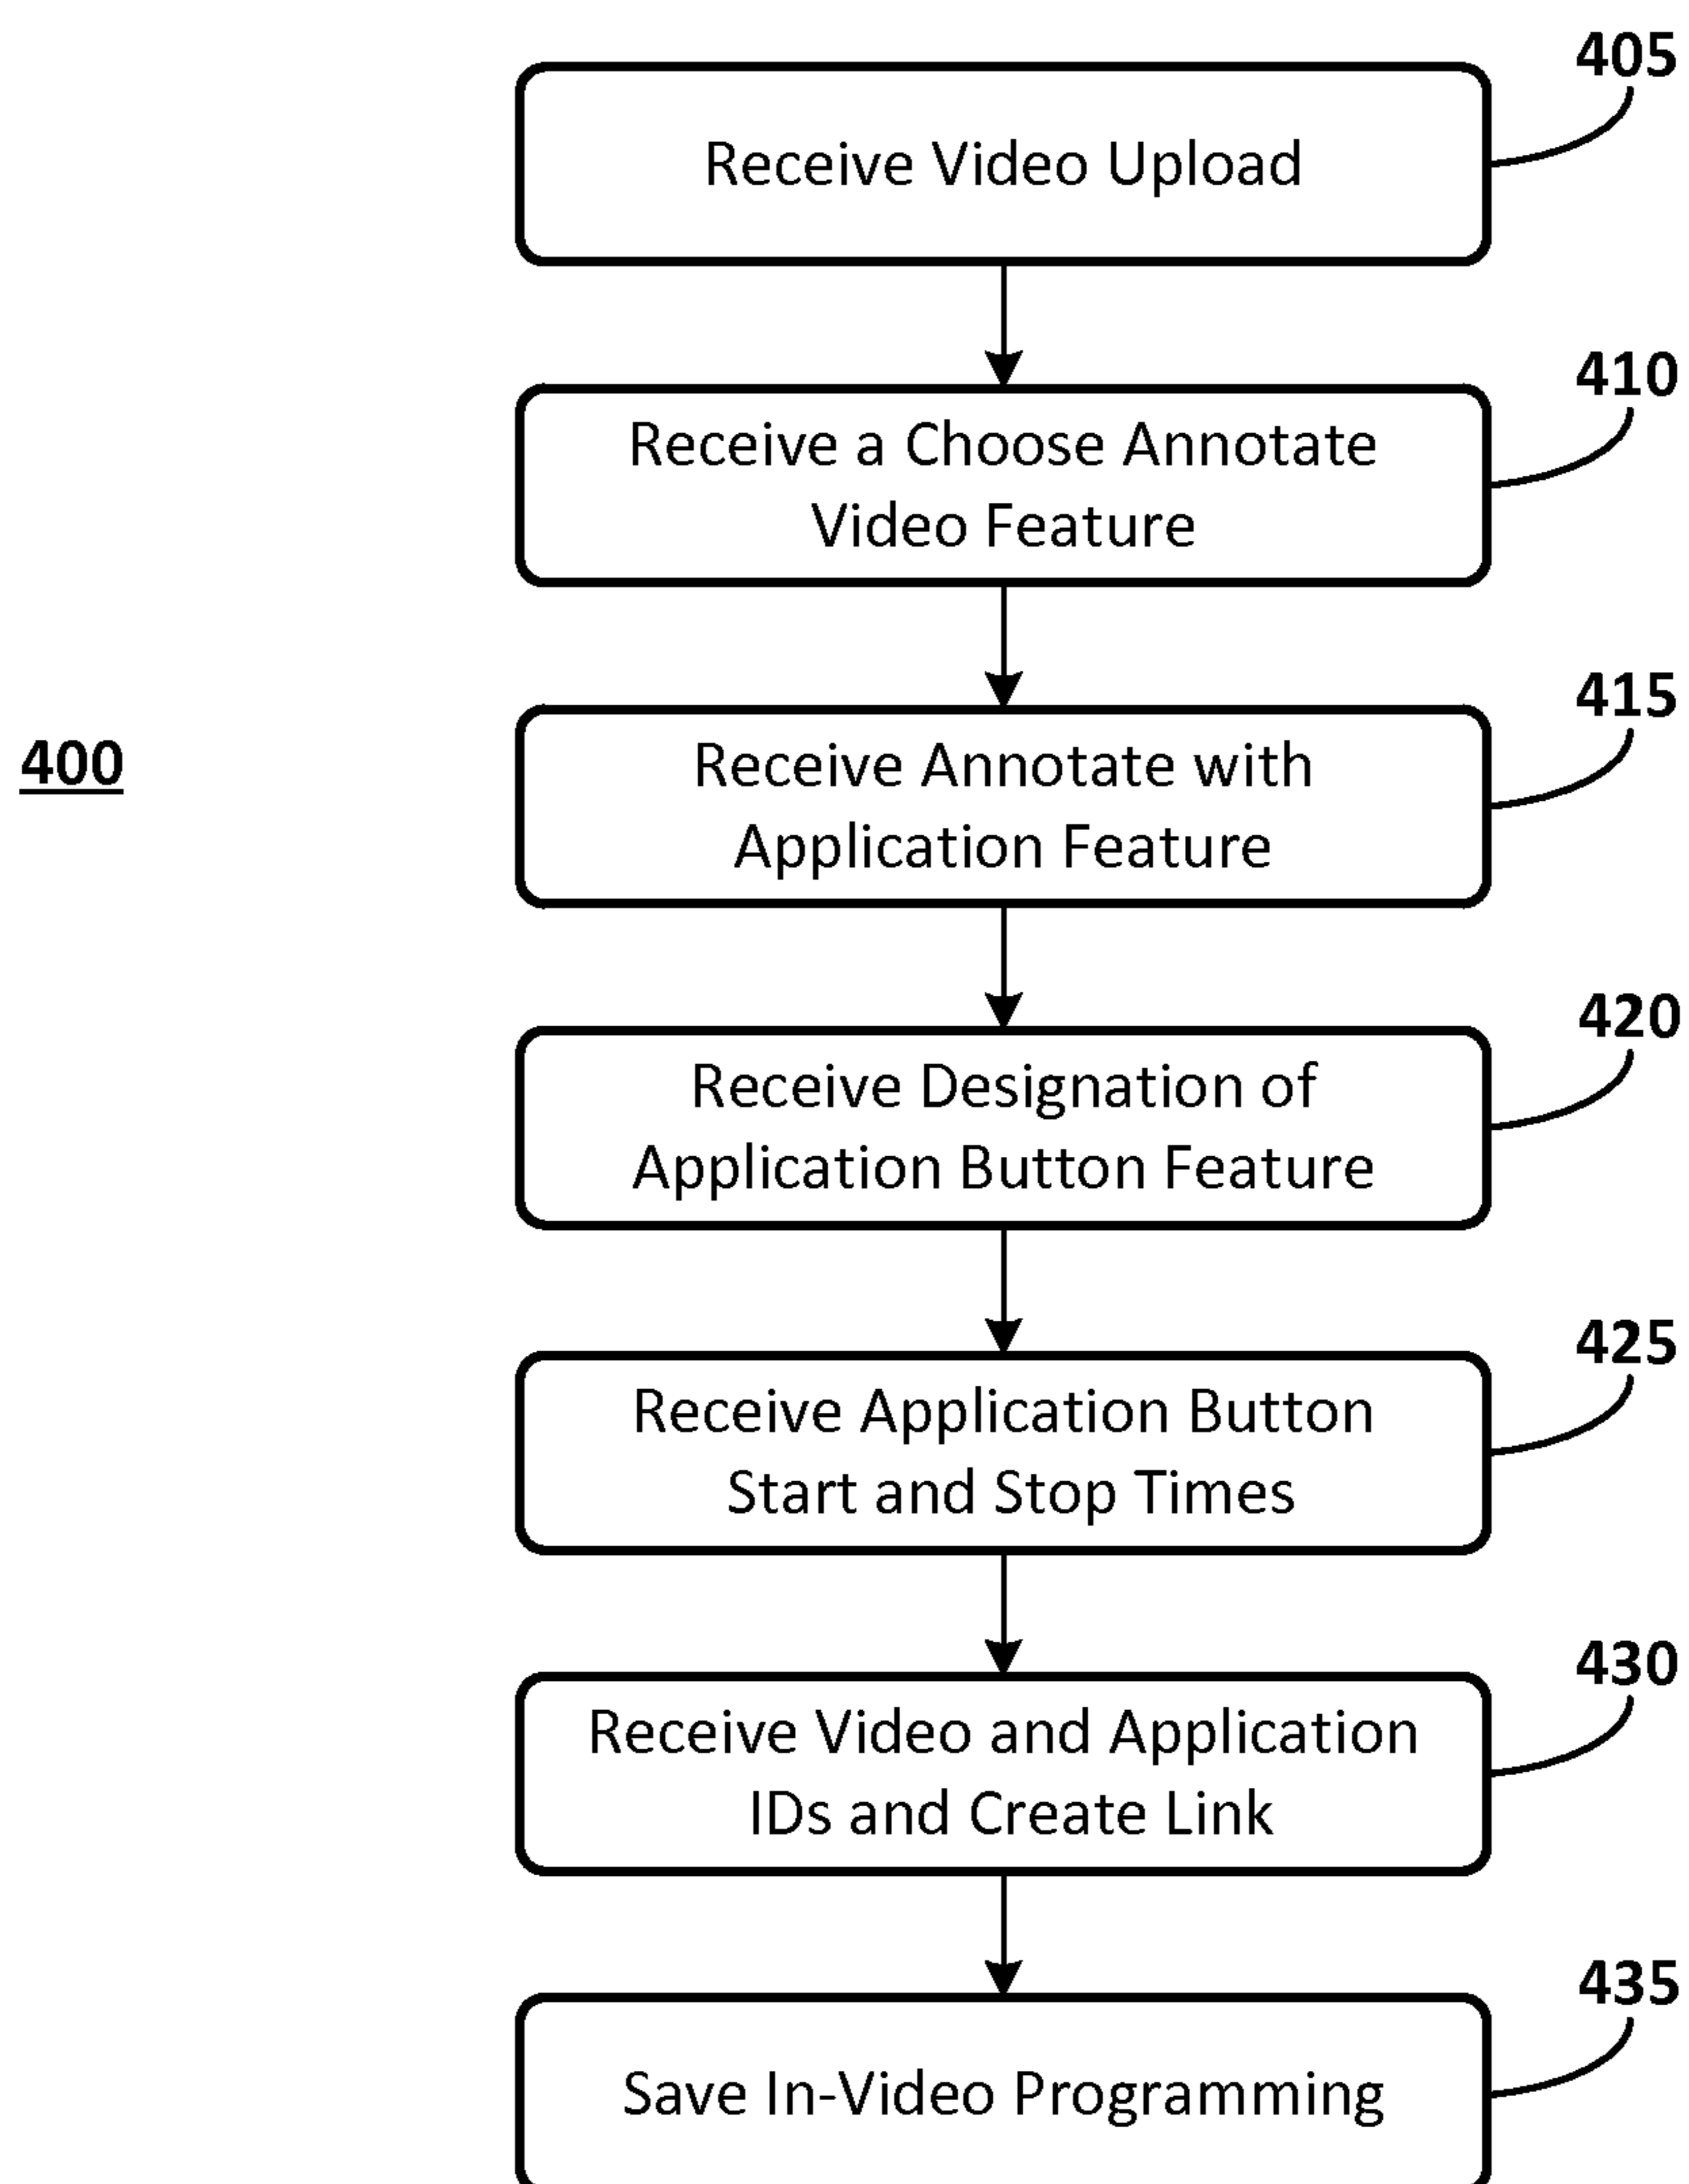 405
Receive Video Upload
410
Receive a Choose Annotate
Video Feature
415
Receive Annotate with
Application Feature
400
420
Receive Designation of
Application Button Feature
425
Receive Application Button
Start and Stop Times
430
Receive Video and Application
IDs and Create Link
435
Save In-Video Programming